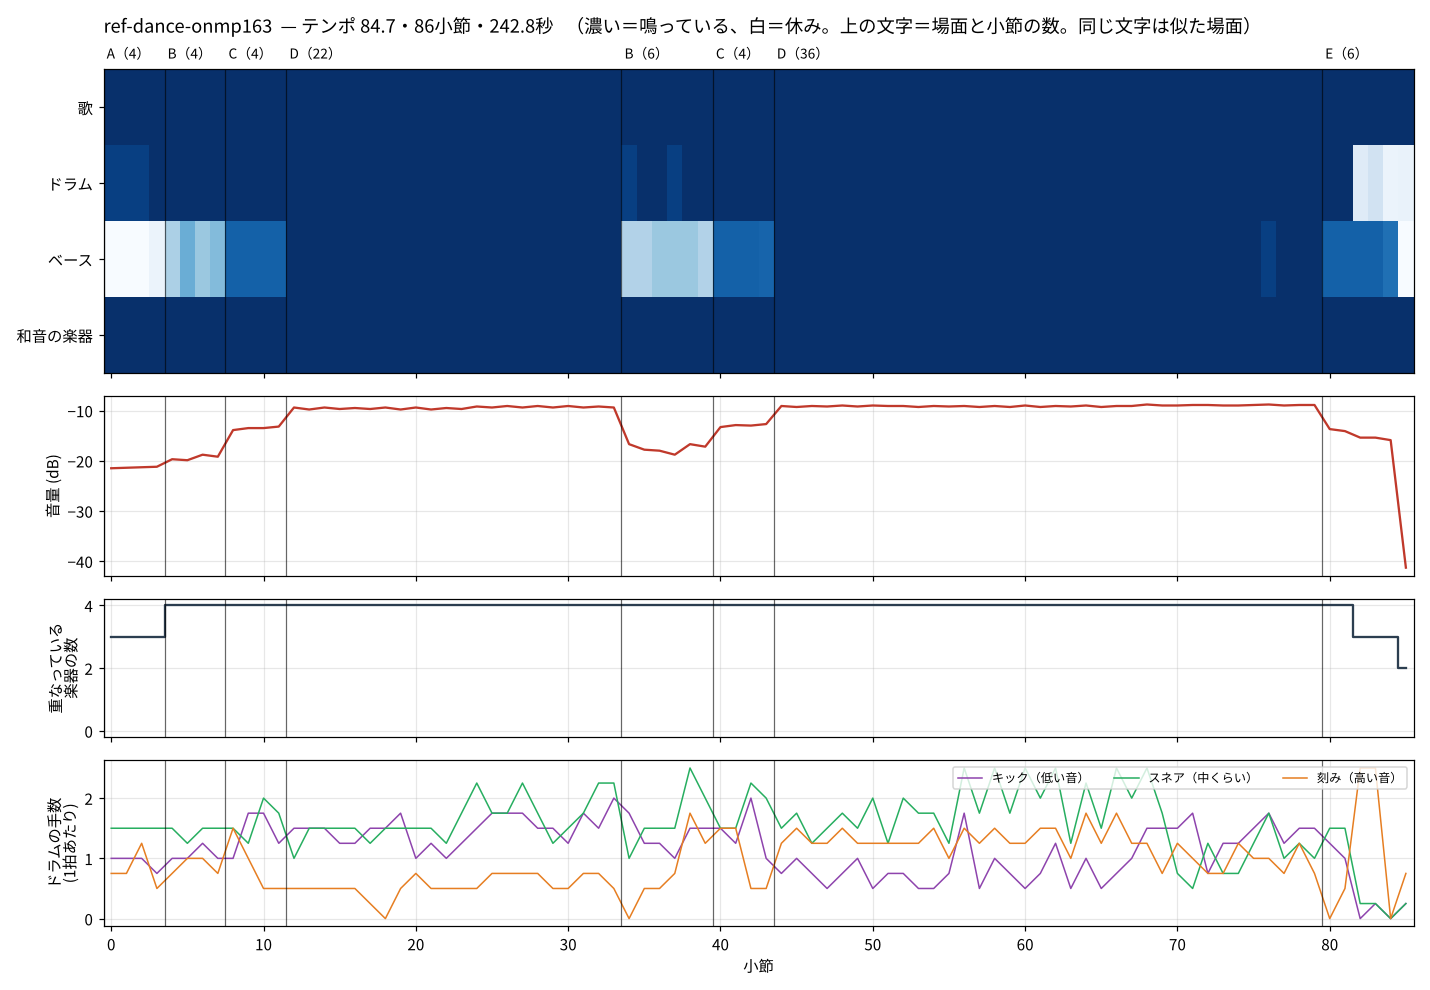 ref-dance-onmp163 — テンポ 84.7・86小節・242.8秒 （濃い＝鳴っている、白＝休み。上の文字＝場面と小節の数。同じ文字は似た場面）
A（4） B（4） C（4） D（22） B（6） C（4） D（36） E（6）
歌
ドラム
ベース
和音の楽器
音量 (dB)
−10
−20
−30
−40
重なっている
楽器の数
4
2
0
ドラムの手数
(1拍あたり)
キック（低い音） スネア（中くらい） 刻み（高い音）
2
1
0
0 10 20 30 40 50 60 70 80
小節